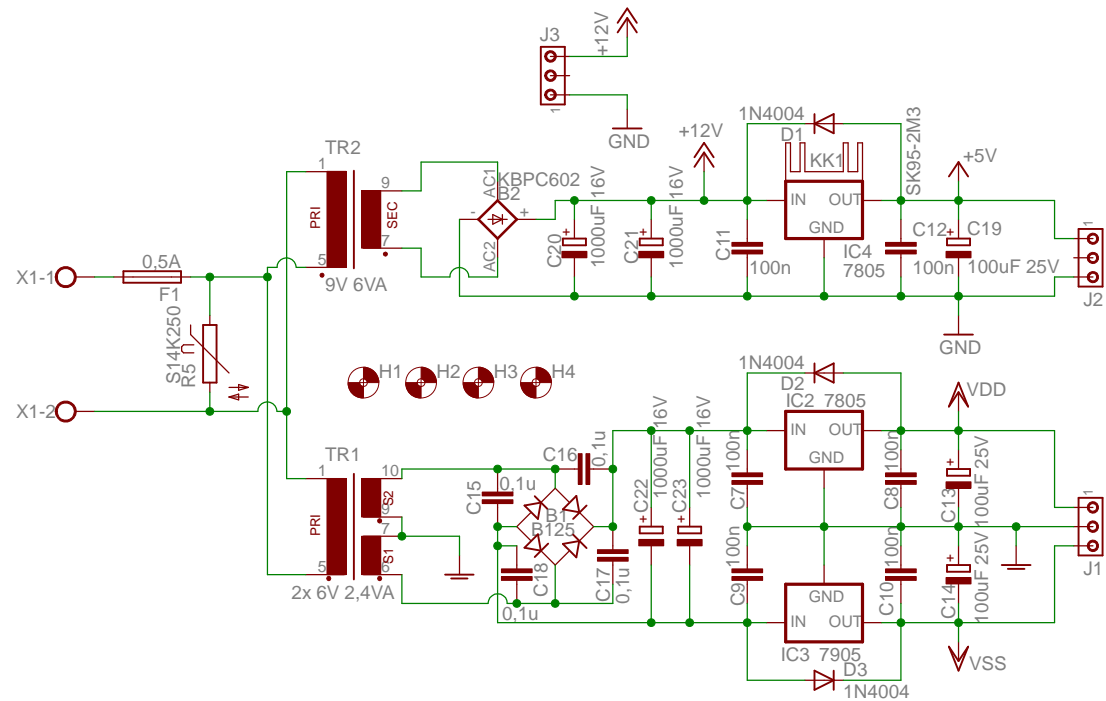 J3
+12V
1
GND
1N4004
D1
+12V
KK1
SK95-2M3
+5V
TR2
1
9
PRI
SEC
5
7
9V 6VA
AC1
KBPC602
B2
-
+
AC2
+
C20
1000uF 16V
+
C21
1000uF 16V
C11
100n
IN
OUT
GND
IC4
7805
C12
100n
+
C19
100uF 25V
1
J2
GND
X1-1
0,5A
F1
S14K250
R5
U
X1-2
H1
H2
H3
H4
1N4004
D2
IC2 7805
IN
OUT
GND
VDD
TR1
1
10
PRI
S2
9
7
S1
5
6
2x 6V 2,4VA
C16
0,1u
C15
0,1u
B1
B125
C18
0,1u
C17
0,1u
+
C22
1000uF 16V
+
C23
1000uF 16V
C7
100n
C8
100n
+
C13
100uF 25V
1
J1
C9
100n
C10
100n
+
C14
100uF 25V
GND
IN
OUT
IC3 7905
D3
1N4004
VSS